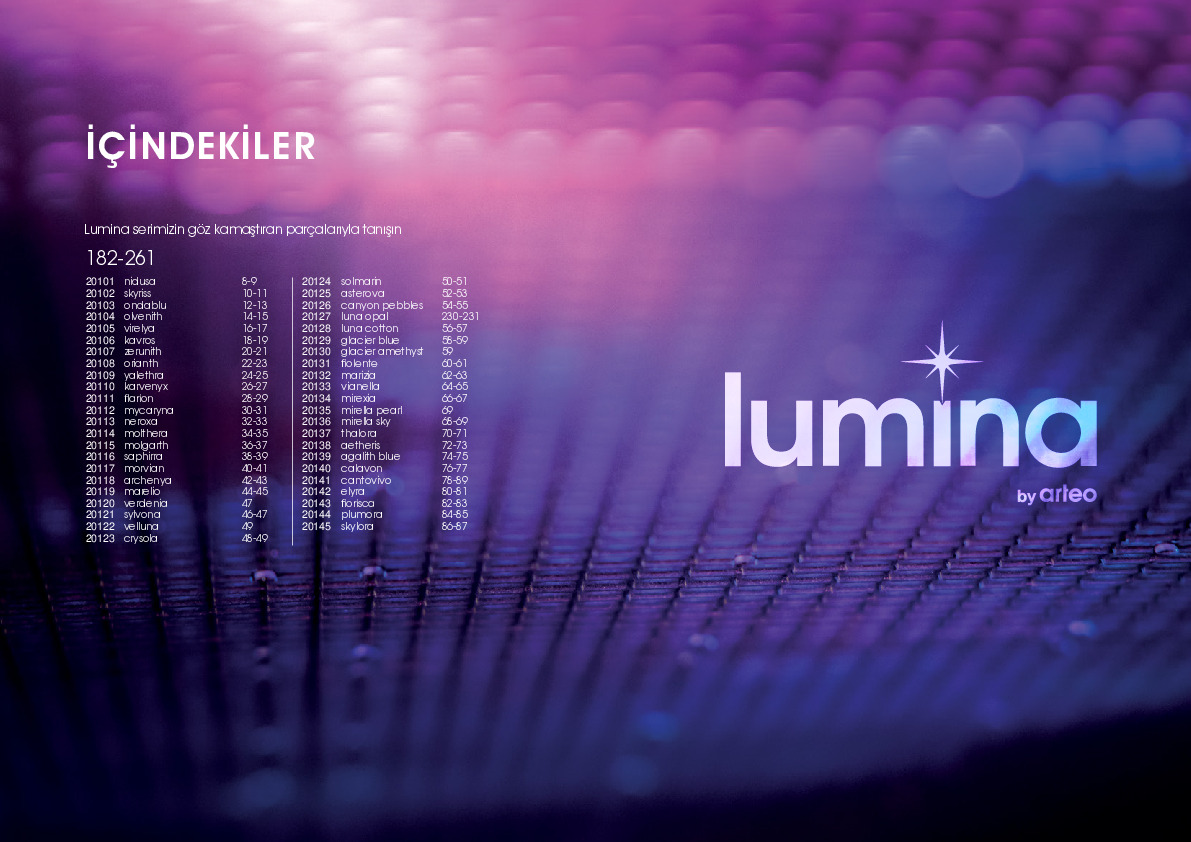 İÇİNDEKİLER
Lumina serimizin göz kamaştıran parçalarıyla tanışın
182-261
20101 nidusa 8-9
20102 skyriss 10-11
20103 ondablu 12-13
20104 olvenith 14-15
20105 virelya 16-17
20106 kavros 18-19
20107 zerunith 20-21
20108 orianth 22-23
20109 yalethra 24-25
20110 karvenyx 26-27
20111 flarion 28-29
20112 mycaryna 30-31
20113 neroxa 32-33
20114 molthera 34-35
20115 molgarth 36-37
20116 saphirra 38-39
20117 morvian 40-41
20118 archenya 42-43
20119 marelio 44-45
20120 verdenia 47
20121 sylvona 46-47
20122 velluna 49
20123 crysola 48-49
20124 solmarin 50-51
20125 asterova 52-53
20126 canyon pebbles 54-55
20127 luna opal 230-231
20128 luna cotton 56-57
20129 glacier blue 58-59
20130 glacier amethyst 59
20131 fiolente 60-61
20132 marizia 62-63
20133 vianella 64-65
20134 mirexia 66-67
20135 mirella pearl 69
20136 mirella sky 68-69
20137 thalora 70-71
20138 aetheris 72-73
20139 agalith blue 74-75
20140 calavon 76-77
20141 cantovivo 78-89
20142 elyra 80-81
20143 fiorisca 82-83
20144 plumora 84-85
20145 skylora 86-87
lumina
by arteo